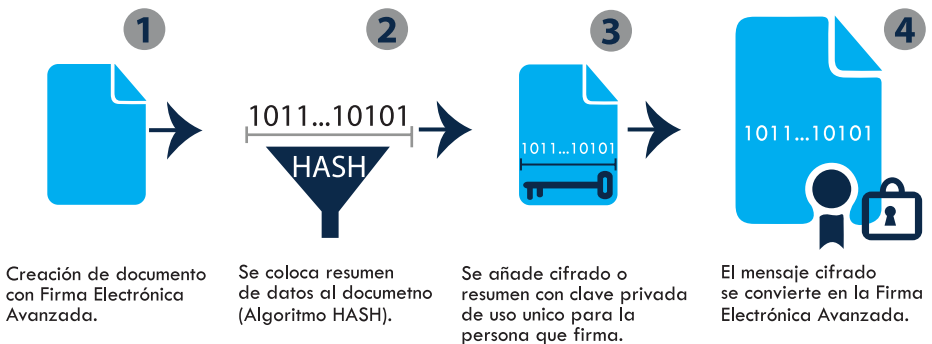 1
2
3
4
1011...10101
HASH
1011...10101
1011...10101
Creación de documento
con Firma Electrónica
Avanzada.
Se coloca resumen
de datos al documetno
(Algoritmo HASH).
Se añade cifrado o
resumen con clave privada
de uso unico para la
persona que firma.
El mensaje cifrado
se convierte en la Firma
Electrónica Avanzada.